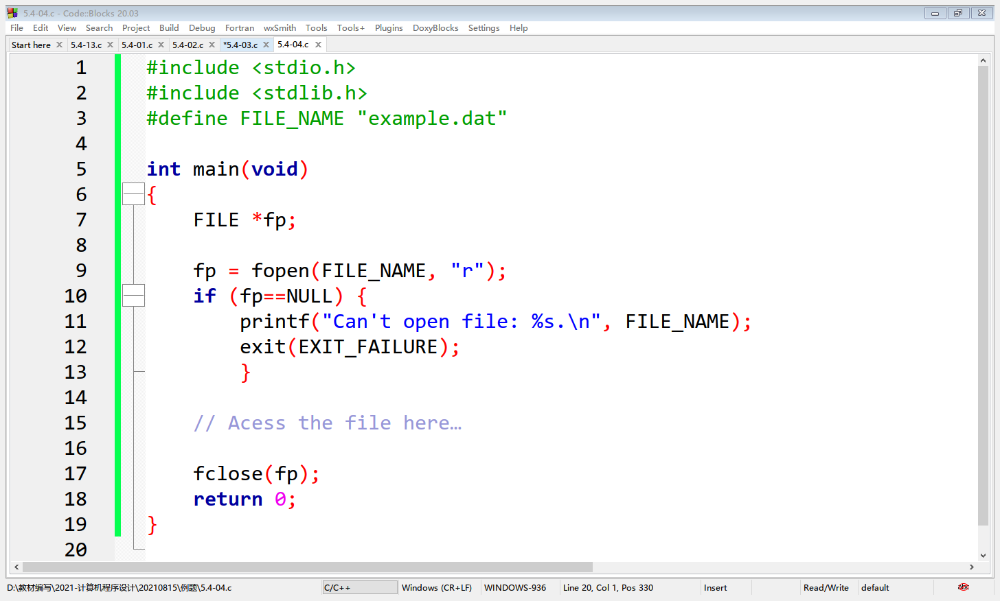 5.4-04.c - Code::Blocks 20.03
File Edit View Search Project Build Debug Fortran wxSmith Tools Tools+ Plugins DoxyBlocks Settings Help
Start here 5.4-13.c 5.4-01.c 5.4-02.c *5.4-03.c 5.4-04.c
1 #include <stdio.h>
2 #include <stdlib.h>
3 #define FILE_NAME "example.dat"
4
5 int main(void)
6 {
7 FILE *fp;
8
9 fp = fopen(FILE_NAME, "r");
10 if (fp==NULL) {
11 printf("Can't open file: %s.\n", FILE_NAME);
12 exit(EXIT_FAILURE);
13 }
14
15 // Acess the file here…
16
17 fclose(fp);
18 return 0;
19 }
20
D:\教材编写\2021-计算机程序设计\20210815\例题\5.4-04.c C/C++ Windows (CR+LF) WINDOWS-936 Line 20, Col 1, Pos 330 Insert Read/Write default abc